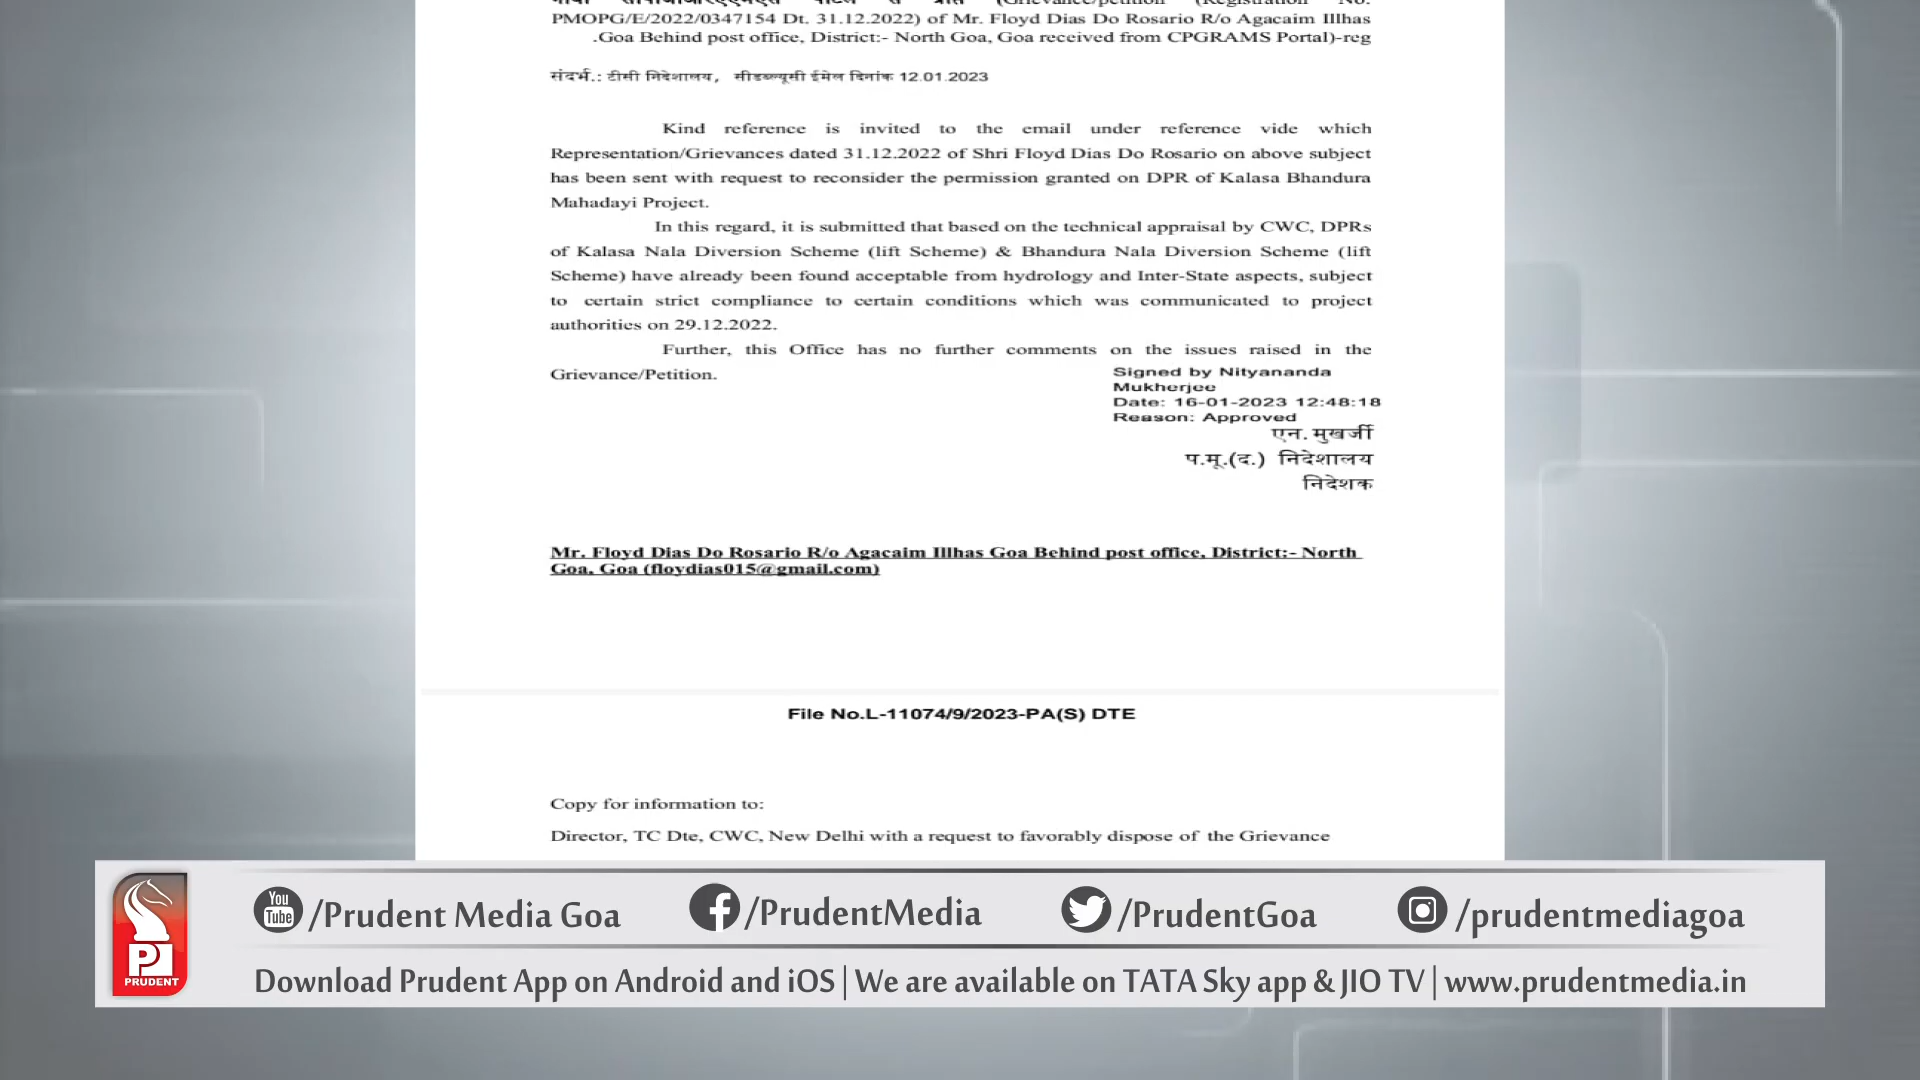 से प्राप्त (Grievance/petition (Registration No.
PMOPG/E/2022/0347154 Dt. 31.12.2022) of Mr. Floyd Dias Do Rosario R/o Agacaim Illhas
.Goa Behind post office, District:- North Goa, Goa received from CPGRAMS Portal)-reg
संदर्भ.: टीसी निदेशालय, सीडब्ल्यूसी ईमेल दिनांक 12.01.2023
Kind reference is invited to the email under reference vide which
Representation/Grievances dated 31.12.2022 of Shri Floyd Dias Do Rosario on above subject
has been sent with request to reconsider the permission granted on DPR of Kalasa Bhandura
Mahadayi Project.
In this regard, it is submitted that based on the technical appraisal by CWC, DPRs
of Kalasa Nala Diversion Scheme (lift Scheme) & Bhandura Nala Diversion Scheme (lift
Scheme) have already been found acceptable from hydrology and Inter-State aspects, subject
to certain strict compliance to certain conditions which was communicated to project
authorities on 29.12.2022.
Further, this Office has no further comments on the issues raised in the
Grievance/Petition.
Signed by Nityananda
Mukherjee
Date: 16-01-2023 12:48:18
Reason: Approved
एन. मुखर्जी
प.मू.(द.) निदेशालय
निदेशक
Mr. Floyd Dias Do Rosario R/o Agacaim Illhas Goa Behind post office, District:- North
Goa, Goa (floydias015@gmail.com)
File No.L-11074/9/2023-PA(S) DTE
Copy for information to:
Director, TC Dte, CWC, New Delhi with a request to favorably dispose of the Grievance
PRUDENT
You Tube /Prudent Media Goa /PrudentMedia /PrudentGoa /prudentmediagoa
Download Prudent App on Android and iOS | We are available on TATA Sky app & JIO TV | www.prudentmedia.in